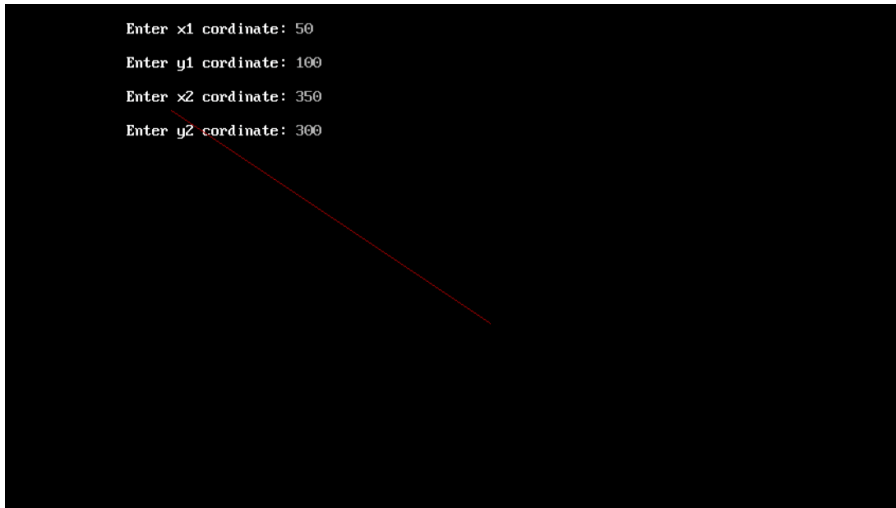 Enter x1 cordinate: 50
Enter y1 cordinate: 100
Enter x2 cordinate: 350
Enter y2 cordinate: 300